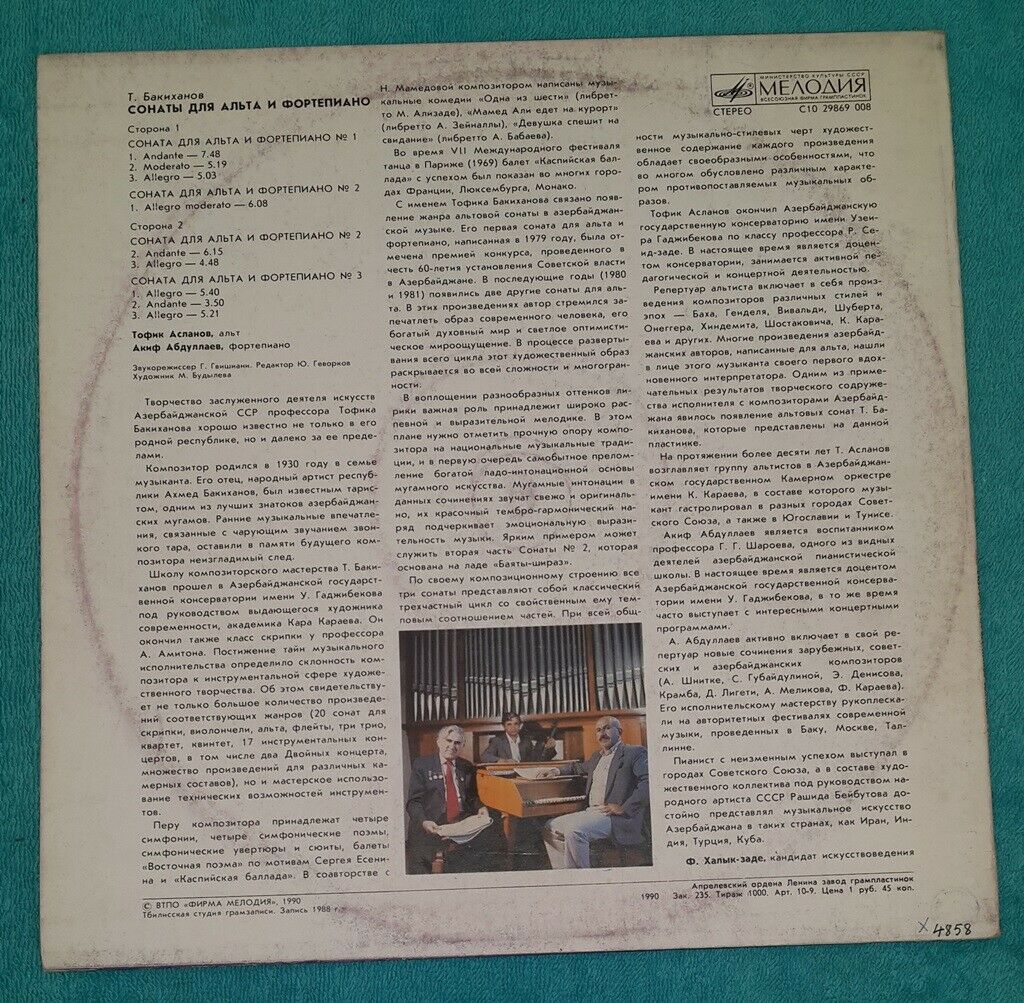 Т. Бакиханов
СОНАТЫ ДЛЯ АЛЬТА И ФОРТЕПИАНО
Сторона 1
СОНАТА ДЛЯ АЛЬТА И ФОРТЕПИАНО № 1
1. Andante — 7.48
2. Moderato — 5.19
3. Allegro — 5.03
СОНАТА ДЛЯ АЛЬТА И ФОРТЕПИАНО № 2
1. Allegro moderato — 6.08
Сторона 2
СОНАТА ДЛЯ АЛЬТА И ФОРТЕПИАНО № 2
2. Andante — 6.15
3. Allegro — 4.48
СОНАТА ДЛЯ АЛЬТА И ФОРТЕПИАНО № 3
1. Allegro — 5.40
2. Andante — 3.50
3. Allegro — 5.21
Тофик Асланов, альт
Акиф Абдуллаев, фортепиано
Звукорежиссер Г. Гвишиани. Редактор Ю. Геворков
Художник М. Будылева
Творчество заслуженного деятеля искусств
Азербайджанской ССР профессора Тофика
Бакиханова хорошо известно не только в его
родной республике, но и далеко за ее преде-
лами.
Композитор родился в 1930 году в семье
музыканта. Его отец, народный артист респуб-
лики Ахмед Бакиханов, был известным тарис-
том, одним из лучших знатоков азербайджан-
ских мугамов. Ранние музыкальные впечатле-
ния, связанные с чарующим звучанием звон-
кого тара, оставили в памяти будущего ком-
позитора неизгладимый след.
Школу композиторского мастерства Т. Баки-
ханов прошел в Азербайджанской государст-
венной консерватории имени У. Гаджибекова
под руководством выдающегося художника
современности, академика Кара Караева. Он
окончил также класс скрипки у профессора
А. Амитона. Постижение тайн музыкального
исполнительства определило склонность ком-
позитора к инструментальной сфере художе-
ственного творчества. Об этом свидетельству-
ет не только большое количество произведе-
ний соответствующих жанров (20 сонат для
скрипки, виолончели, альта, флейты, три трио,
квартет, квинтет, 17 инструментальных кон-
цертов, в том числе два Двойных концерта,
множество произведений для различных ка-
мерных составов), но и мастерское использо-
вание технических возможностей инструмен-
тов.
Перу композитора принадлежат четыре
симфонии, четыре симфонические поэмы,
симфонические увертюры и сюиты, балеты
«Восточная поэма» по мотивам Сергея Есени-
на и «Каспийская баллада». В соавторстве с
Н. Мамедовой композитором написаны музы-
кальные комедии «Одна из шести» (либрет-
то М. Ализаде), «Мамед Али едет на курорт»
(либретто А. Зейналлы), «Девушка спешит на
свидание» (либретто А. Бабаева).
Во время VII Международного фестиваля
танца в Париже (1969) балет «Каспийская бал-
лада» с успехом был показан во многих горо-
дах Франции, Люксембурга, Монако.
С именем Тофика Бакиханова связано появ-
ление жанра альтовой сонаты в азербайджан-
ской музыке. Его первая соната для альта и
фортепиано, написанная в 1979 году, была от-
мечена премией конкурса, проведенного в
честь 60-летия установления Советской власти
в Азербайджане. В последующие годы (1980
и 1981) появились две другие сонаты для аль-
та. В этих произведениях автор стремился за-
печатлеть образ современного человека, его
богатый духовный мир и светлое оптимисти-
ческое мироощущение. В процессе разверты-
вания всего цикла этот художественный образ
раскрывается во всей сложности и многогран-
ности.
В воплощении разнообразных оттенков ли-
рики важная роль принадлежит широко рас-
певной и выразительной мелодике. В этом
плане нужно отметить прочную опору компо-
зитора на национальные музыкальные тради-
ции, и в первую очередь самобытное прелом-
ление богатой ладо-интонационной основы
мугамного искусства. Мугамные интонации в
данных сочинениях звучат свежо и оригиналь-
но, их красочный тембро-гармонический на-
ряд подчеркивает эмоциональную вырази-
тельность музыки. Ярким примером может
служить вторая часть Сонаты № 2, которая
основана на ладе «Баяты-шираз».
По своему композиционному строению все
три сонаты представляют собой классический
трехчастный цикл со свойственным ему тем-
повым соотношением частей. При всей общ-
МИНИСТЕРСТВО КУЛЬТУРЫ СССР
МЕЛОДИЯ
ВСЕСОЮЗНАЯ ФИРМА ГРАМПЛАСТИНОК
СТЕРЕО С10 29869 008
ности музыкально-стилевых черт художест-
венное содержание каждого произведения
обладает своеобразными особенностями, что
во многом обусловлено различным характе-
ром противопоставляемых музыкальных об-
разов.
Тофик Асланов окончил Азербайджанскую
государственную консерваторию имени Узеи-
ра Гаджибекова по классу профессора Р. Се-
ид-заде. В настоящее время является доцен-
том консерватории, занимается активной пе-
дагогической и концертной деятельностью.
Репертуар альтиста включает в себя произ-
ведения композиторов различных стилей и
эпох — Баха, Генделя, Вивальди, Шуберта,
Онеггера, Хиндемита, Шостаковича, К. Кара-
ева и других. Многие произведения азербайд-
жанских авторов, написанные для альта, нашли
в лице этого музыканта своего первого вдох-
новенного интерпретатора. Одним из приме-
чательных результатов творческого содруже-
ства исполнителя с композиторами Азербайд-
жана явилось появление альтовых сонат Т. Ба-
киханова, которые представлены на данной
пластинке.
На протяжении более десяти лет Т. Асланов
возглавляет группу альтистов в Азербайджан-
ском государственном Камерном оркестре
имени К. Караева, в составе которого музы-
кант гастролировал в разных городах Совет-
ского Союза, а также в Югославии и Тунисе.
Акиф Абдуллаев является воспитанником
профессора Г. Г. Шароева, одного из видных
деятелей азербайджанской пианистической
школы. В настоящее время является доцентом
Азербайджанской государственной консерва-
тории имени У. Гаджибекова, в то же время
часто выступает с интересными концертными
программами.
А. Абдуллаев активно включает в свой ре-
пертуар новые сочинения зарубежных, совет-
ских и азербайджанских композиторов
(А. Шнитке, С. Губайдулиной, Э. Денисова,
Крамба, Д. Лигети, А. Меликова, Ф. Караева).
Его исполнительскому мастерству рукоплеска-
ли на авторитетных фестивалях современной
музыки, проведенных в Баку, Москве, Тал-
линне.
Пианист с неизменным успехом выступал в
городах Советского Союза, а в составе худо-
жественного коллектива под руководством на-
родного артиста СССР Рашида Бейбутова до-
стойно представлял музыкальное искусство
Азербайджана в таких странах, как Иран, Ин-
дия, Турция, Куба.
Ф. Халык-заде, кандидат искусствоведения
© ВТПО «ФИРМА МЕЛОДИЯ», 1990
Тбилисская студия грамзаписи. Запись 1988 г.
Апрелевский ордена Ленина завод грампластинок
1990 Зак. 235. Тираж 1000. Арт. 10-9. Цена 1 руб. 45 коп.
X 4858